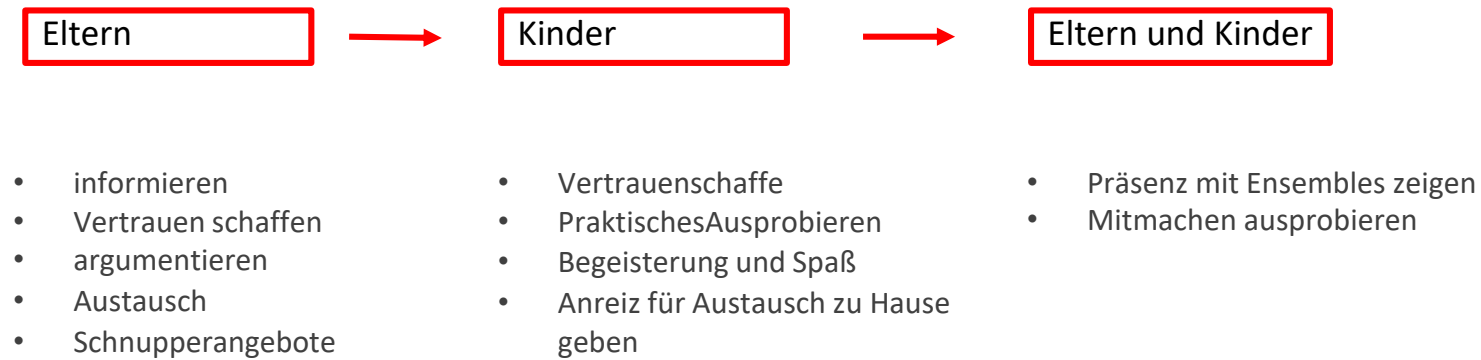 Eltern
Kinder
Eltern und Kinder
• informieren
• Vertrauen schaffen
• argumentieren
• Austausch
• Schnupperangebote
• Vertrauenschaffe
• PraktischesAusprobieren
• Begeisterung und Spaß
• Anreiz für Austausch zu Hause
geben
• Präsenz mit Ensembles zeigen
• Mitmachen ausprobieren